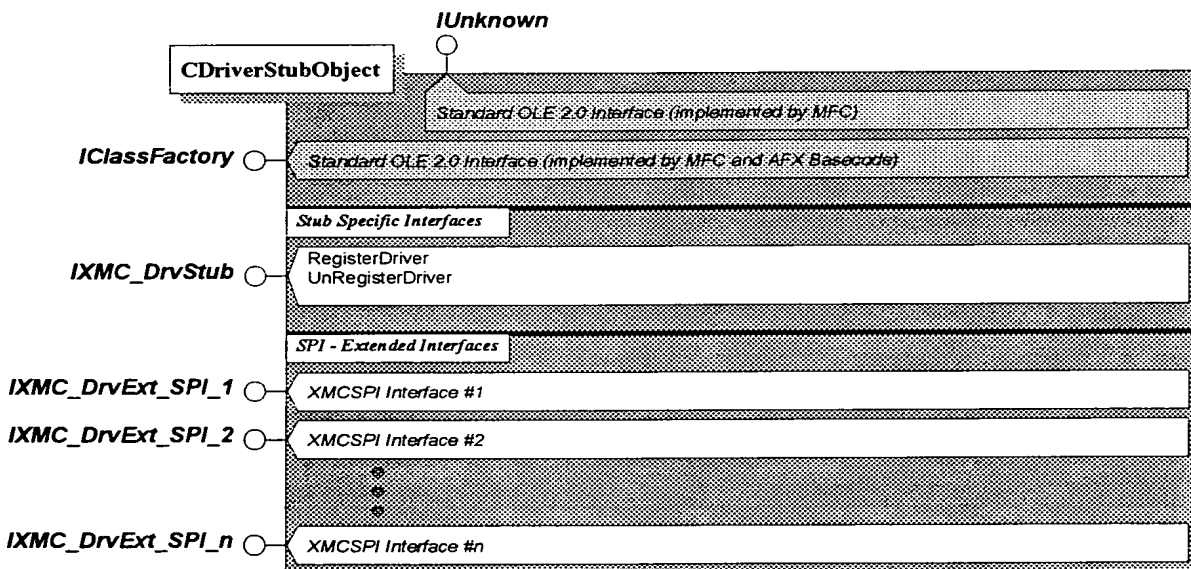 IUnknown
CDriverStubObject
Standard OLE 2.0 Interface (implemented by MFC)
IClassFactory
Standard OLE 2.0 Interface (implemented by MFC and AFX Basecode)
Stub Specific Interfaces
IXMC_DrvStub
RegisterDriver
UnRegisterDriver
SPI - Extended Interfaces
IXMC_DrvExt_SPI_1
XMCSPI Interface #1
IXMC_DrvExt_SPI_2
XMCSPI Interface #2
IXMC_DrvExt_SPI_n
XMCSPI Interface #n